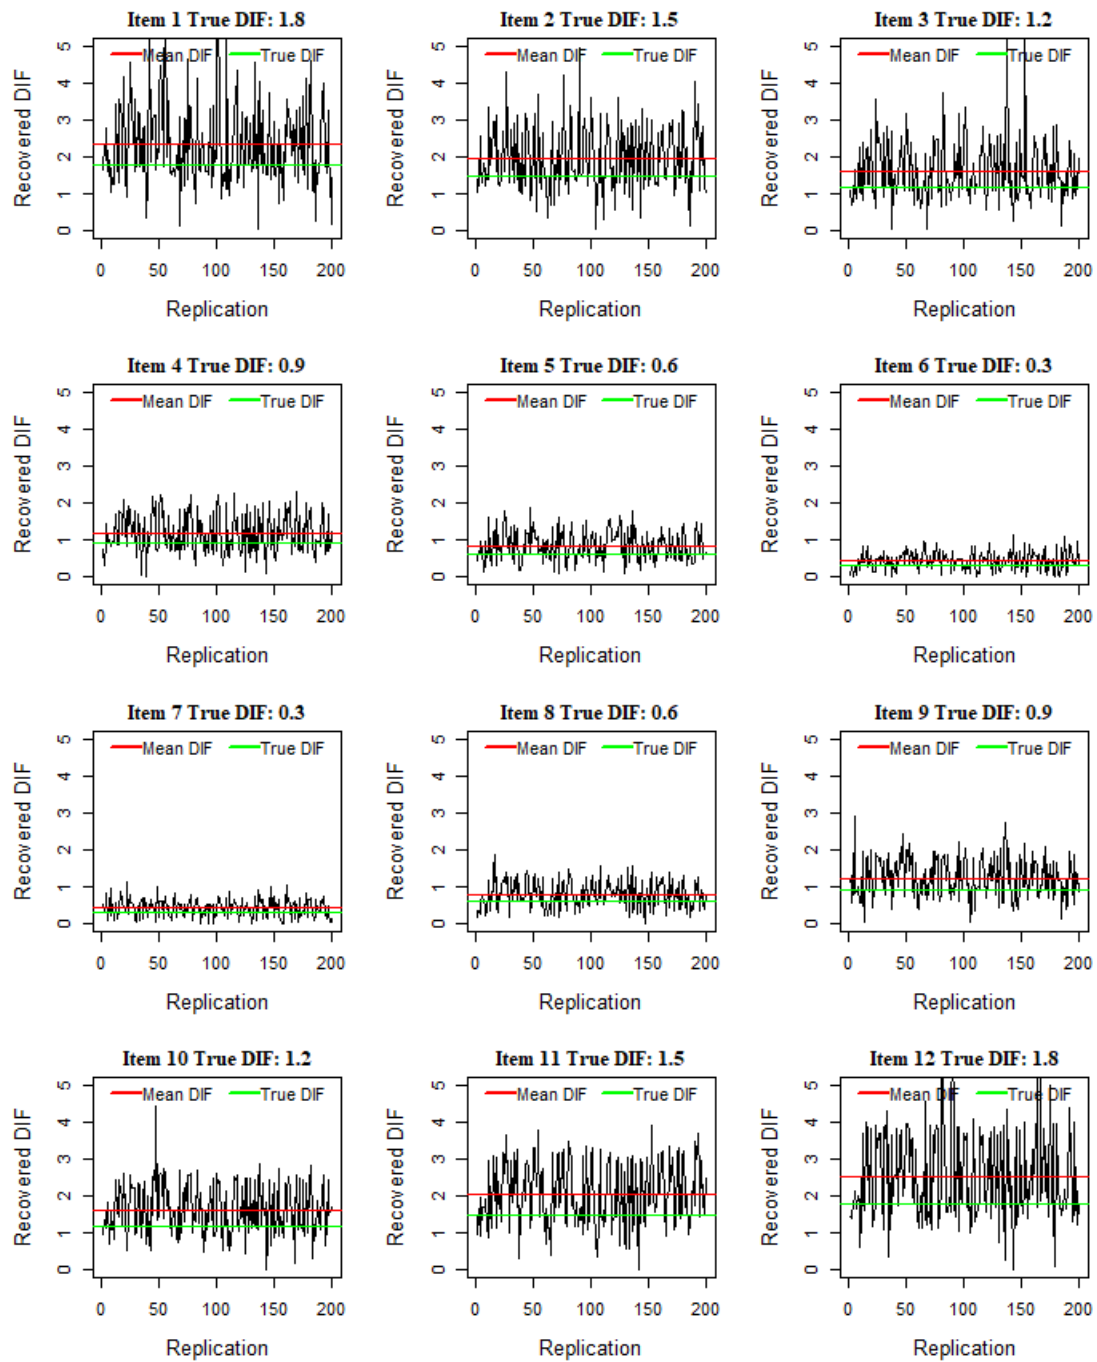 Item 1 True DIF: 1.8
Mean DIF True DIF
Recovered DIF
0 1 2 3 4 5
0 50 100 150 200
Replication
Item 2 True DIF: 1.5
Mean DIF True DIF
Recovered DIF
0 1 2 3 4 5
0 50 100 150 200
Replication
Item 3 True DIF: 1.2
Mean DIF True DIF
Recovered DIF
0 1 2 3 4 5
0 50 100 150 200
Replication
Item 4 True DIF: 0.9
Mean DIF True DIF
Recovered DIF
0 1 2 3 4 5
0 50 100 150 200
Replication
Item 5 True DIF: 0.6
Mean DIF True DIF
Recovered DIF
0 1 2 3 4 5
0 50 100 150 200
Replication
Item 6 True DIF: 0.3
Mean DIF True DIF
Recovered DIF
0 1 2 3 4 5
0 50 100 150 200
Replication
Item 7 True DIF: 0.3
Mean DIF True DIF
Recovered DIF
0 1 2 3 4 5
0 50 100 150 200
Replication
Item 8 True DIF: 0.6
Mean DIF True DIF
Recovered DIF
0 1 2 3 4 5
0 50 100 150 200
Replication
Item 9 True DIF: 0.9
Mean DIF True DIF
Recovered DIF
0 1 2 3 4 5
0 50 100 150 200
Replication
Item 10 True DIF: 1.2
Mean DIF True DIF
Recovered DIF
0 1 2 3 4 5
0 50 100 150 200
Replication
Item 11 True DIF: 1.5
Mean DIF True DIF
Recovered DIF
0 1 2 3 4 5
0 50 100 150 200
Replication
Item 12 True DIF: 1.8
Mean DIF True DIF
Recovered DIF
0 1 2 3 4 5
0 50 100 150 200
Replication